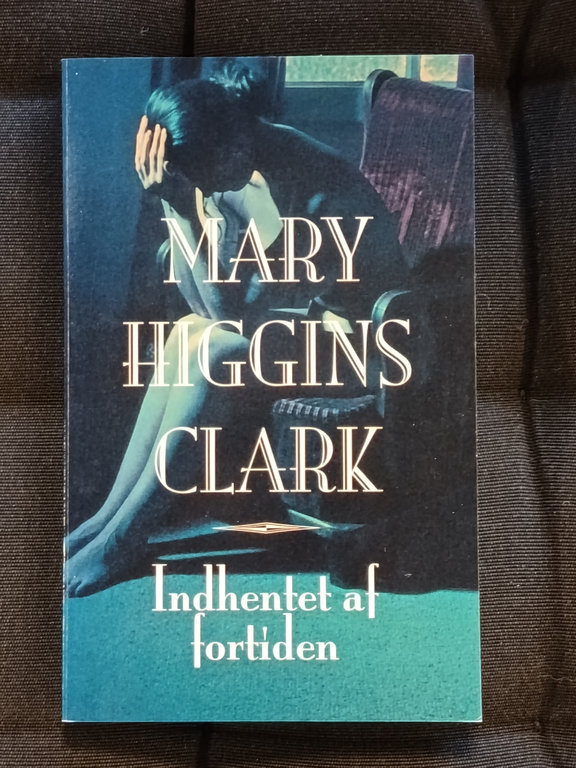 MARY
HIGGINS
CLARK
Indhentet af
fortiden